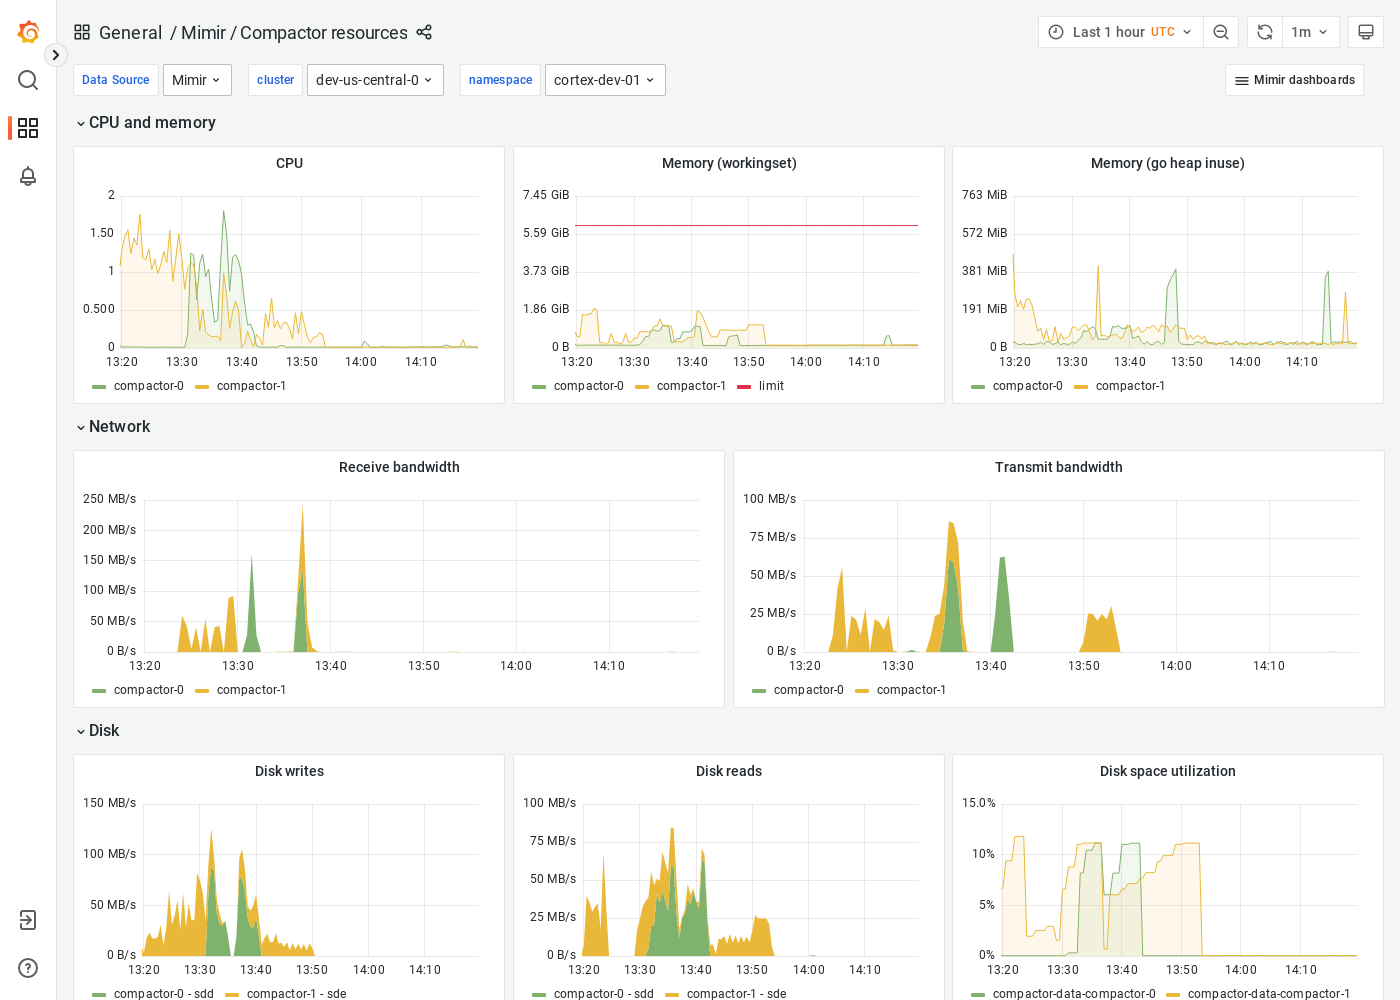 General / Mimir / Compactor resources
Last 1 hour UTC
1m
Data Source Mimir
cluster dev-us-central-0
namespace cortex-dev-01
Mimir dashboards
CPU and memory
CPU
2
1.50
1
0.500
0
13:20 13:30 13:40 13:50 14:00 14:10
compactor-0 compactor-1
Memory (workingset)
7.45 GiB
5.59 GiB
3.73 GiB
1.86 GiB
0 B
13:20 13:30 13:40 13:50 14:00 14:10
compactor-0 compactor-1 limit
Memory (go heap inuse)
763 MiB
572 MiB
381 MiB
191 MiB
0 B
13:20 13:30 13:40 13:50 14:00 14:10
compactor-0 compactor-1
Network
Receive bandwidth
250 MB/s
200 MB/s
150 MB/s
100 MB/s
50 MB/s
0 B/s
13:20 13:30 13:40 13:50 14:00 14:10
compactor-0 compactor-1
Transmit bandwidth
100 MB/s
75 MB/s
50 MB/s
25 MB/s
0 B/s
13:20 13:30 13:40 13:50 14:00 14:10
compactor-0 compactor-1
Disk
Disk writes
150 MB/s
100 MB/s
50 MB/s
0 B/s
13:20 13:30 13:40 13:50 14:00 14:10
compactor-0 - sdd compactor-1 - sde
Disk reads
100 MB/s
75 MB/s
50 MB/s
25 MB/s
0 B/s
13:20 13:30 13:40 13:50 14:00 14:10
compactor-0 - sdd compactor-1 - sde
Disk space utilization
15.0%
10%
5%
0%
13:20 13:30 13:40 13:50 14:00 14:10
compactor-data-compactor-0 compactor-data-compactor-1